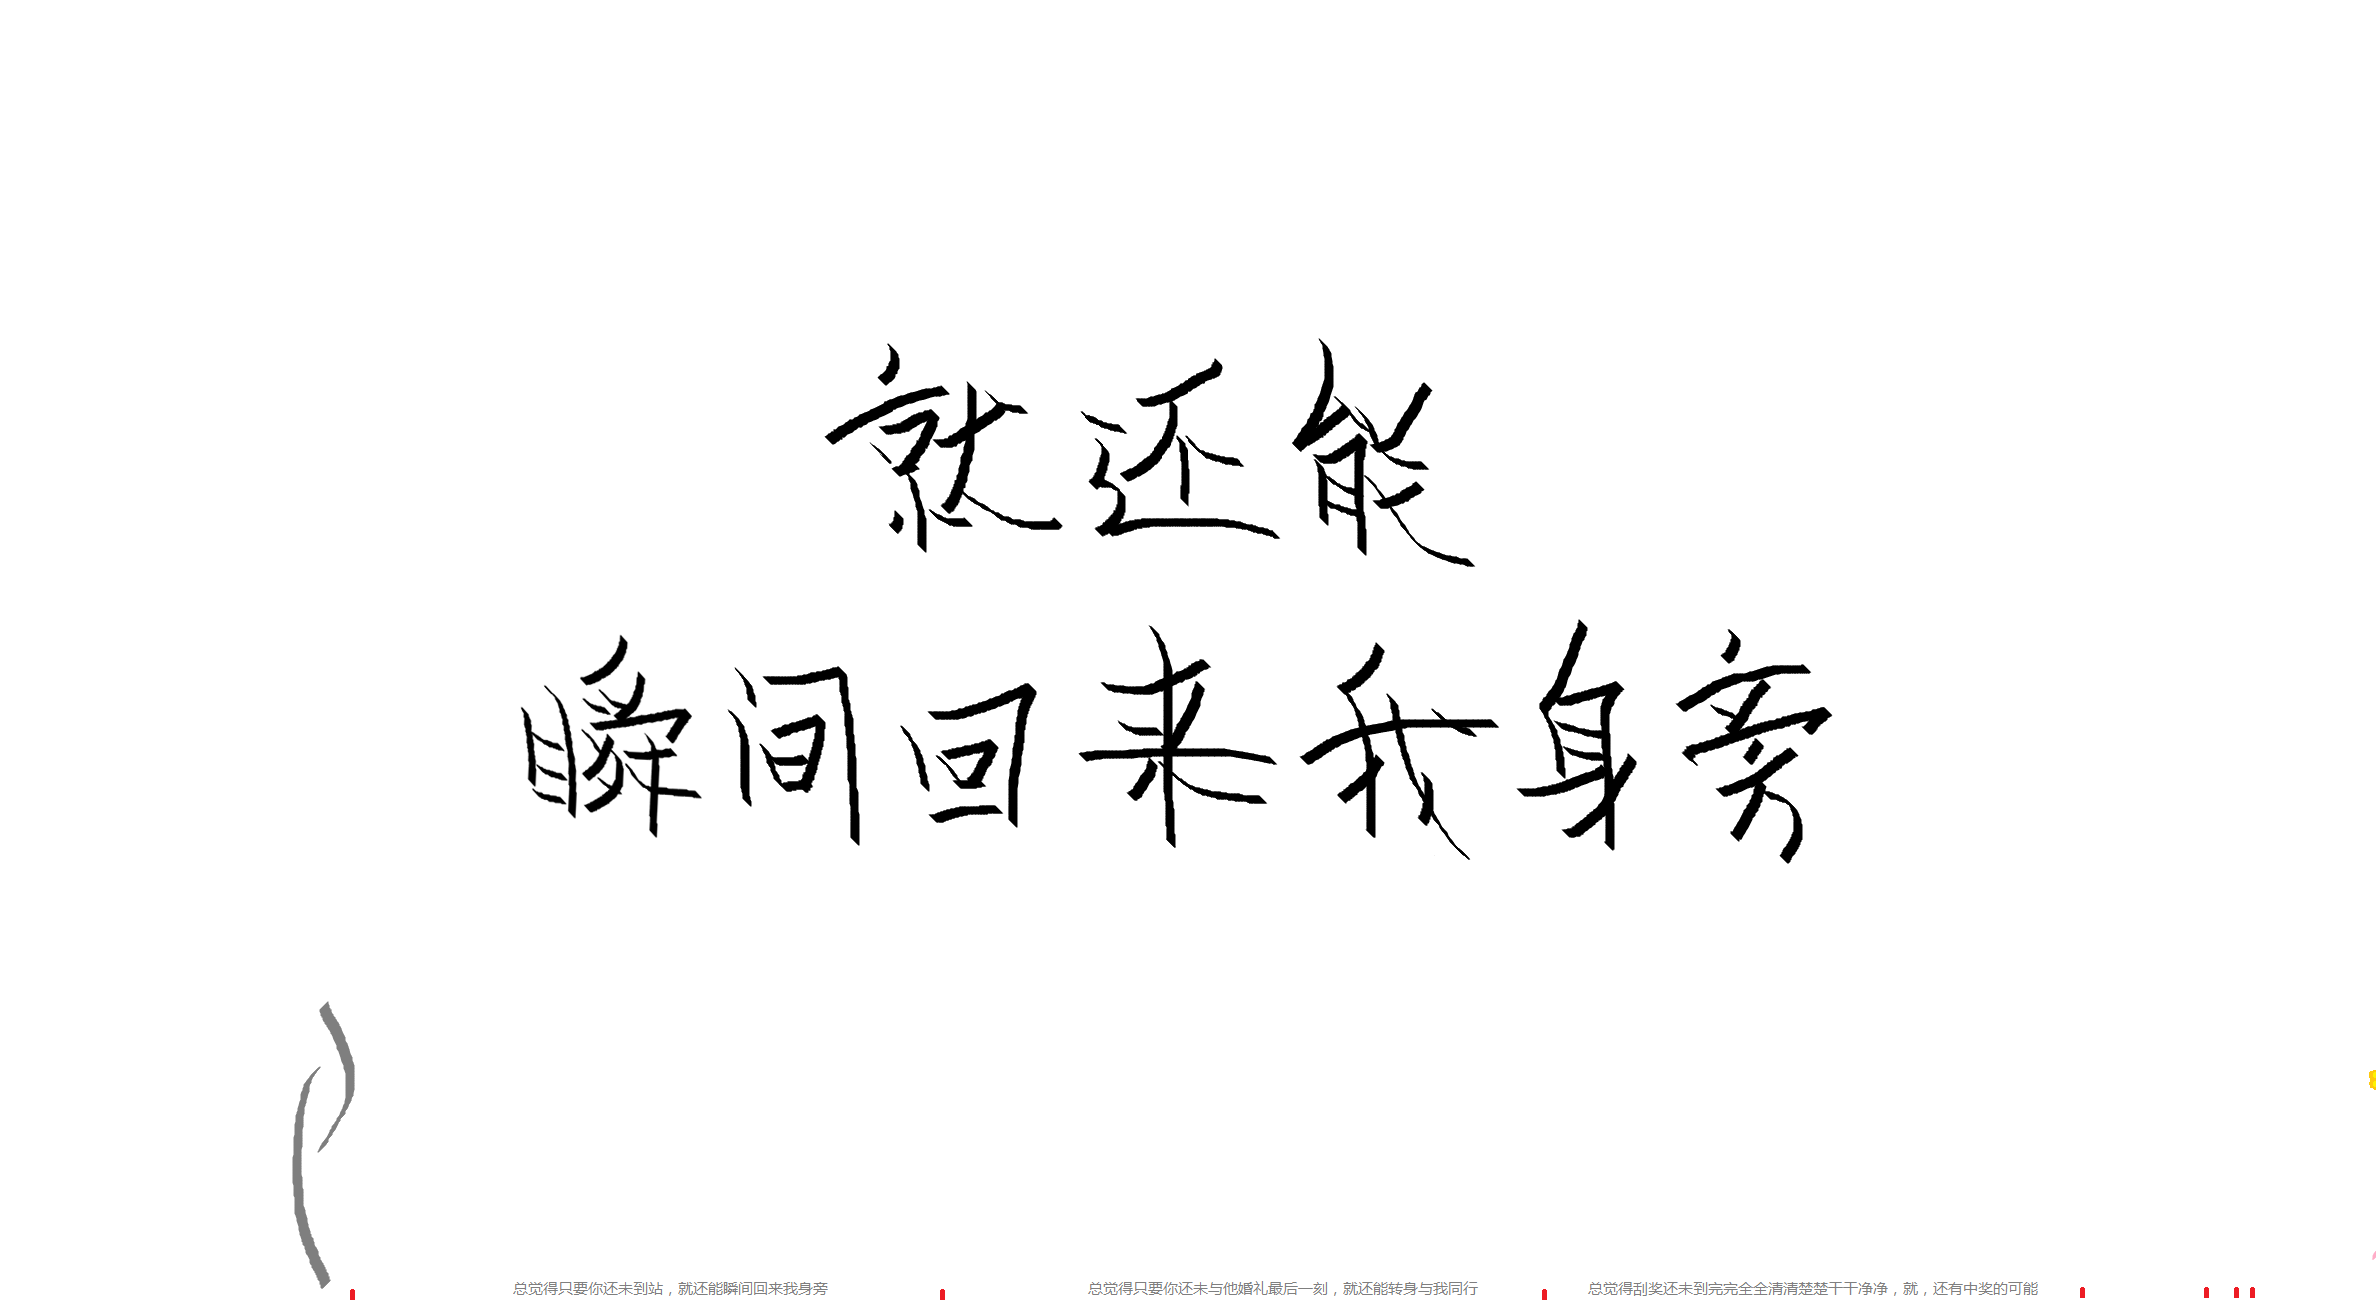 就还能
瞬间回来我身旁
总觉得只要你还未到站，就还能瞬间回来我身旁
总觉得只要你还未与他婚礼最后一刻，就还能转身与我同行
总觉得刮奖还未到完完全全清清楚楚干干净净，就，还有中奖的可能